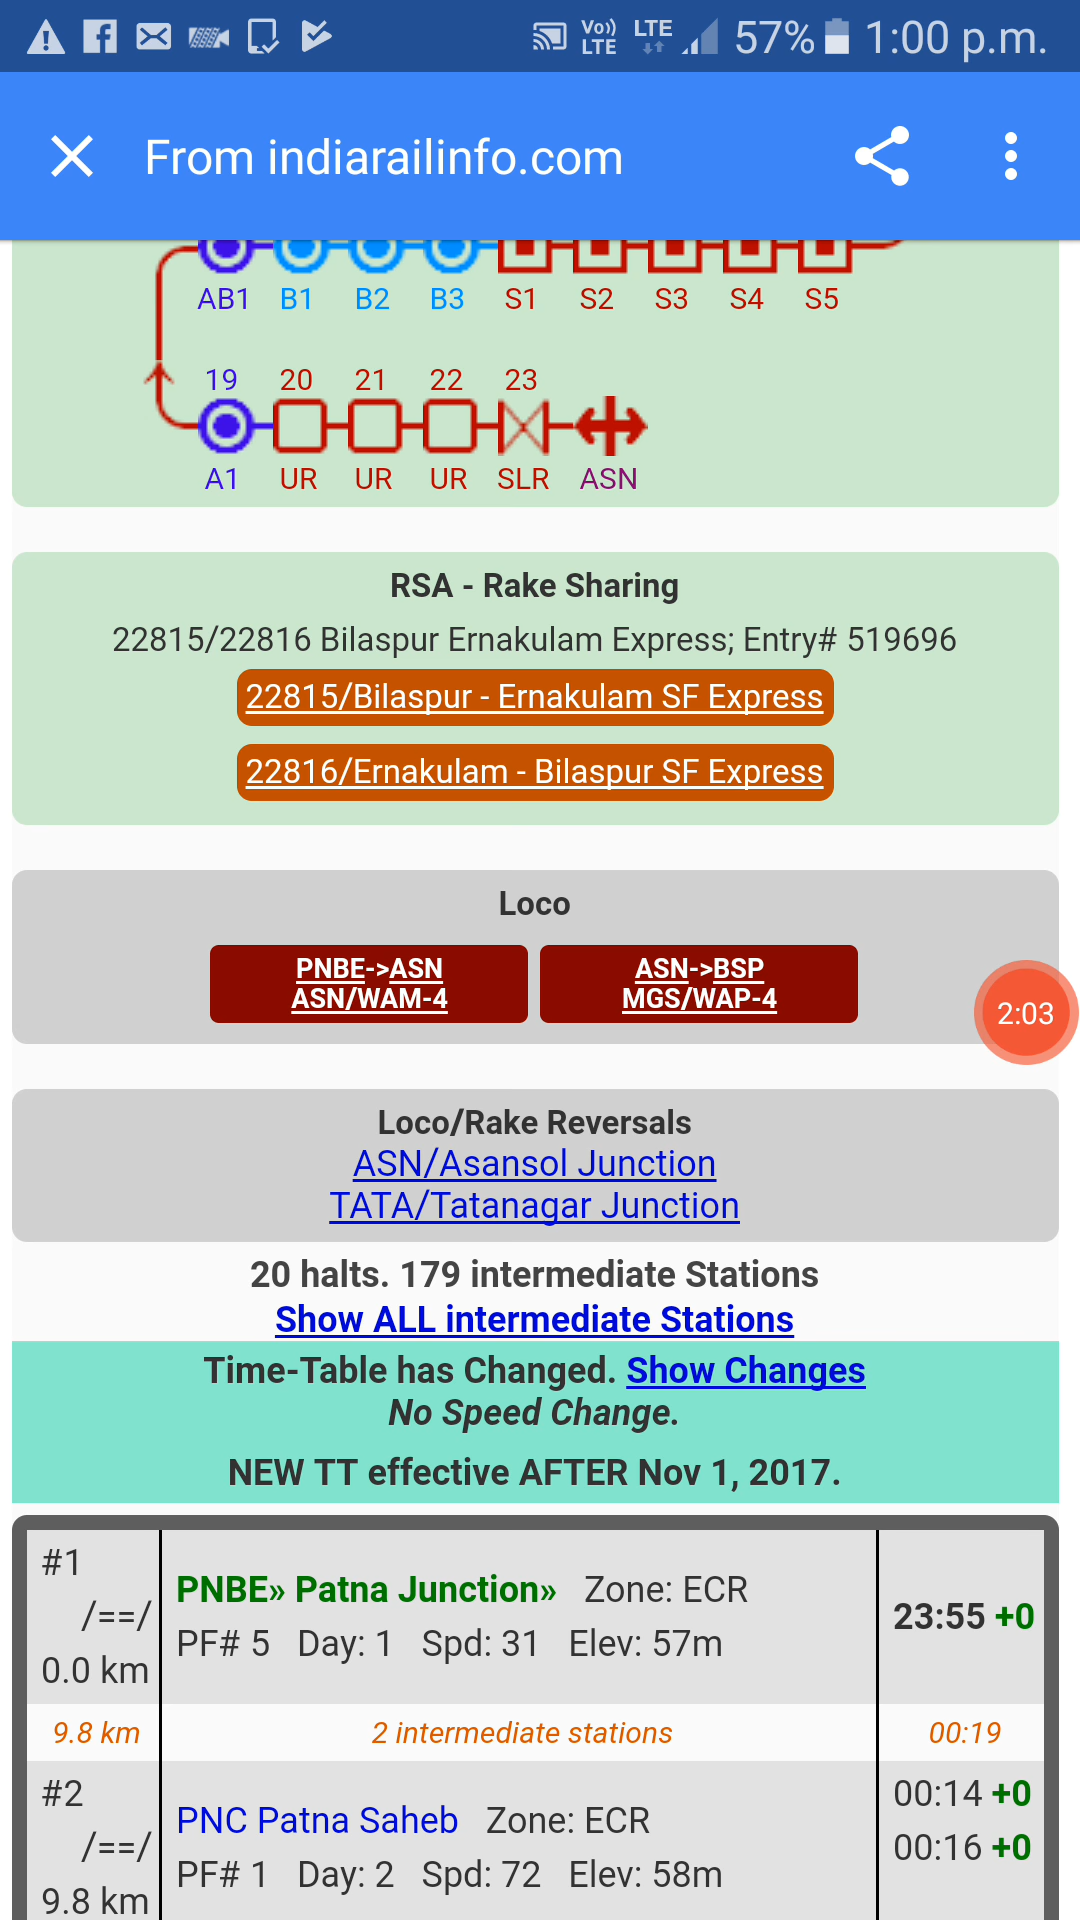 Vo)) LTE LTE 57% 1:00 p.m.
From indiarailinfo.com
AB1 B1 B2 B3 S1 S2 S3 S4 S5
19 20 21 22 23
A1 UR UR UR SLR ASN
RSA - Rake Sharing
22815/22816 Bilaspur Ernakulam Express; Entry# 519696
22815/Bilaspur - Ernakulam SF Express
22816/Ernakulam - Bilaspur SF Express
Loco
PNBE->ASN ASN->BSP
ASN/WAM-4 MGS/WAP-4
2:03
Loco/Rake Reversals
ASN/Asansol Junction
TATA/Tatanagar Junction
20 halts. 179 intermediate Stations
Show ALL intermediate Stations
Time-Table has Changed. Show Changes
No Speed Change.
NEW TT effective AFTER Nov 1, 2017.
#1
PNBE» Patna Junction» Zone: ECR
/==/ 23:55 +0
PF# 5 Day: 1 Spd: 31 Elev: 57m
0.0 km
9.8 km 2 intermediate stations 00:19
#2 00:14 +0
PNC Patna Saheb Zone: ECR
/==/ 00:16 +0
PF# 1 Day: 2 Spd: 72 Elev: 58m
9.8 km